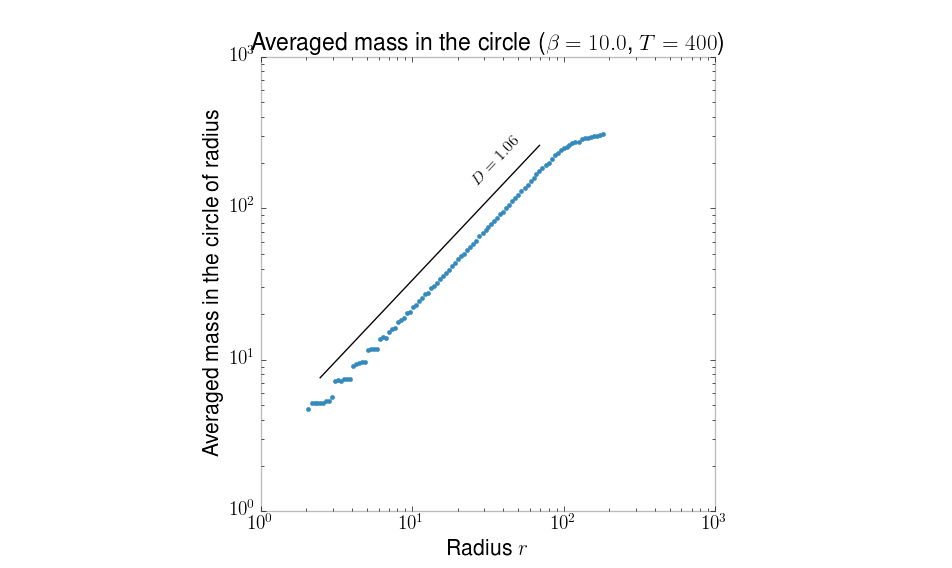 Averaged mass in the circle (β = 10.0, T = 400)
10³
D = 1.06
10²
Averaged mass in the circle of radius
10¹
10⁰
10⁰ 10¹ 10² 10³
Radius r